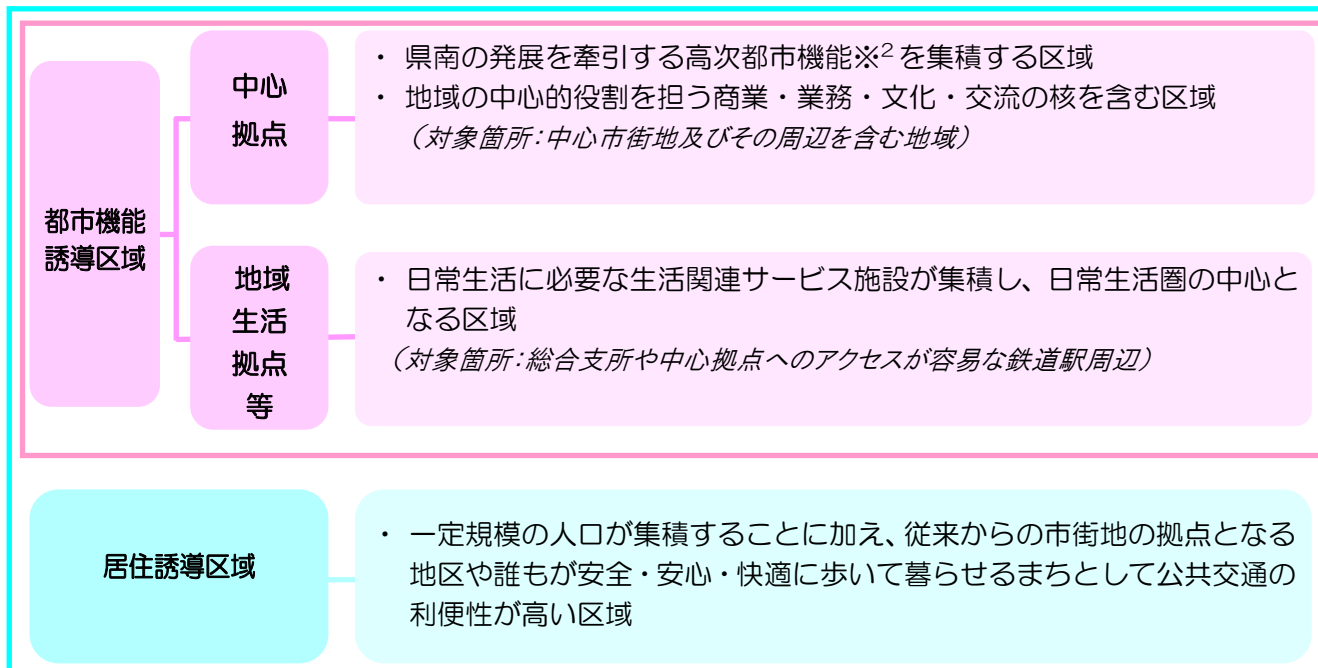 都市機能
誘導区域
中心
拠点
・ 県南の発展を牽引する高次都市機能※2を集積する区域
・ 地域の中心的役割を担う商業・業務・文化・交流の核を含む区域
（対象箇所：中心市街地及びその周辺を含む地域）
地域
生活
拠点
等
・ 日常生活に必要な生活関連サービス施設が集積し、日常生活圏の中心と
なる区域
（対象箇所：総合支所や中心拠点へのアクセスが容易な鉄道駅周辺）
居住誘導区域
・ 一定規模の人口が集積することに加え、従来からの市街地の拠点となる
地区や誰もが安全・安心・快適に歩いて暮らせるまちとして公共交通の
利便性が高い区域